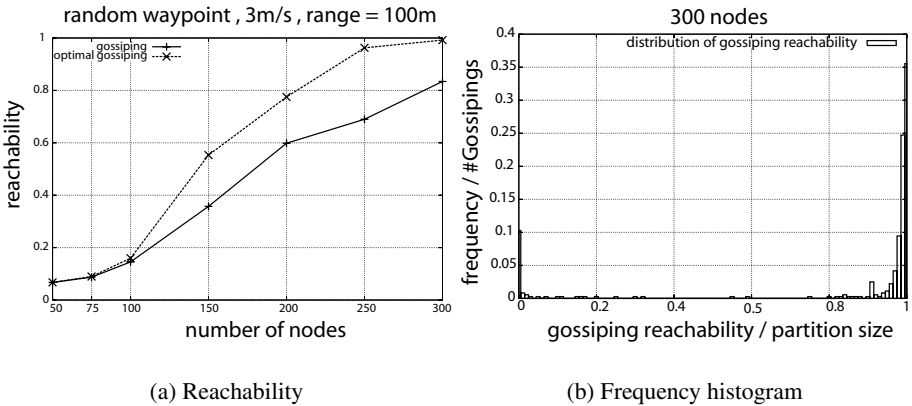 random waypoint , 3m/s , range = 100m
gossiping
optimal gossiping
1
0.8
0.6
0.4
0.2
0
reachability
50 75 100 150 200 250 300
number of nodes
(a) Reachability
300 nodes
distribution of gossiping reachability
0.4
0.35
0.3
0.25
0.2
0.15
0.1
0.05
0
frequency / #Gossipings
0 0.2 0.4 0.5 0.8 1
gossiping reachability / partition size
(b) Frequency histogram